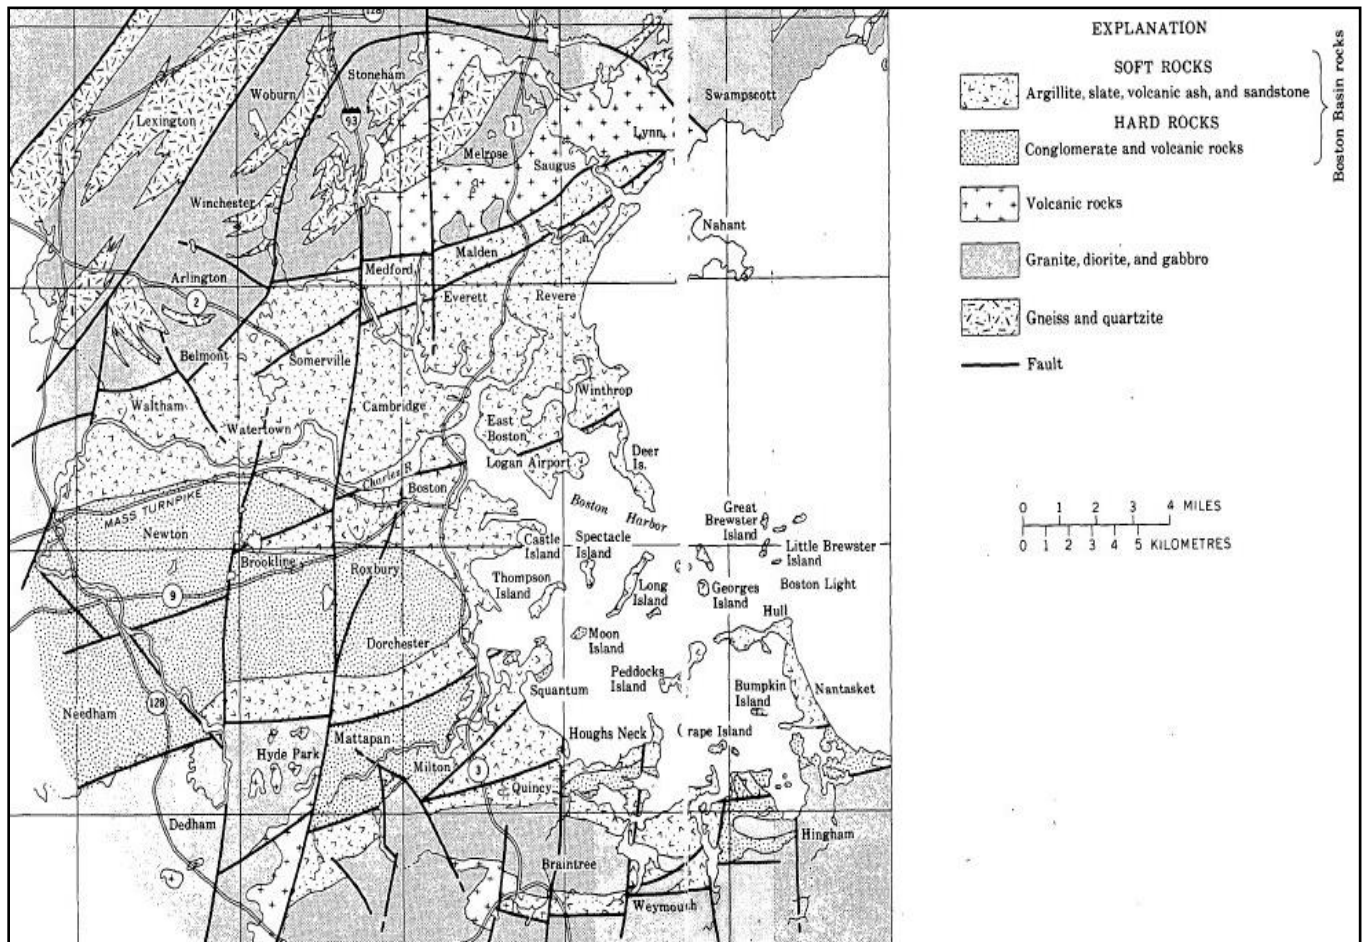 128
Stoneham
Woburn
Lexington
93
1
Swampscott
Lynn
Melrose
Saugus
Winchester
Nahant
Malden
Medford
Arlington
2
Everett
Revere
Belmont
Somerville
Winthrop
Waltham
Cambridge
East
Boston
Watertown
Logan Airport
Deer
Is.
Charles R
Boston
MASS TURNPIKE
Boston Harbor
Newton
Great
Brewster
Island
Castle
Island
Spectacle
Island
Little Brewster
Island
Brookline
Roxbury
Thompson
Island
Long
Island
Georges
Island
Boston Light
9
Hull
Dorchester
Moon
Island
Peddocks
Island
Squantum
Bumpkin
Island
Nantasket
128
Needham
Houghs Neck
rape Island
Hyde Park
Mattapan
Milton
3
Quincy
Dedham
Hingham
Braintree
Weymouth
EXPLANATION
SOFT ROCKS
Argillite, slate, volcanic ash, and sandstone
HARD ROCKS
Conglomerate and volcanic rocks
Boston Basin rocks
Volcanic rocks
Granite, diorite, and gabbro
Gneiss and quartzite
Fault
0 1 2 3 4 MILES
0 1 2 3 4 5 KILOMETRES